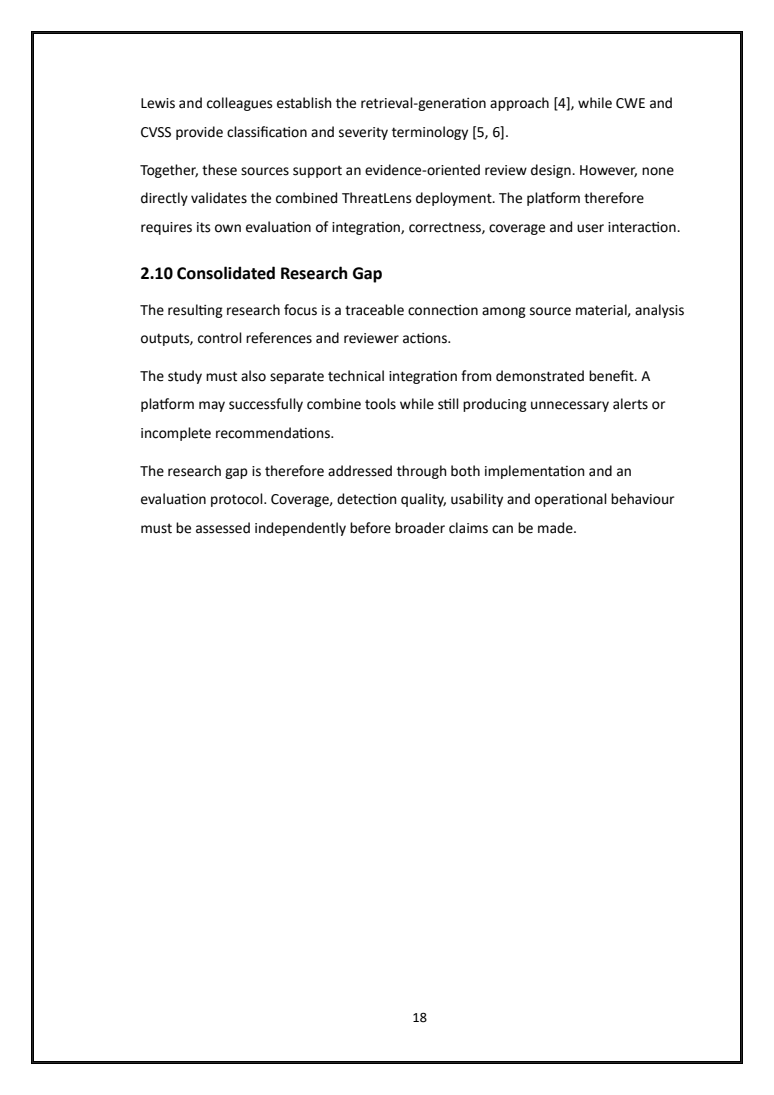 Lewis and colleagues establish the retrieval-generation approach [4], while CWE and
CVSS provide classification and severity terminology [5, 6].
Together, these sources support an evidence-oriented review design. However, none
directly validates the combined ThreatLens deployment. The platform therefore
requires its own evaluation of integration, correctness, coverage and user interaction.
2.10 Consolidated Research Gap
The resulting research focus is a traceable connection among source material, analysis
outputs, control references and reviewer actions.
The study must also separate technical integration from demonstrated benefit. A
platform may successfully combine tools while still producing unnecessary alerts or
incomplete recommendations.
The research gap is therefore addressed through both implementation and an
evaluation protocol. Coverage, detection quality, usability and operational behaviour
must be assessed independently before broader claims can be made.
18